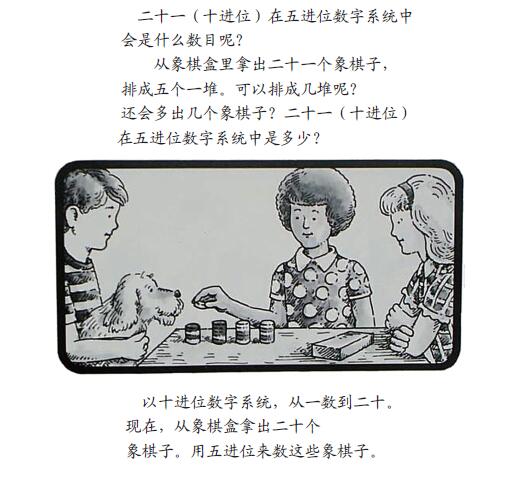 二十一（十进位）在五进位数字系统中
会是什么数目呢？
从象棋盒里拿出二十一个象棋子，
排成五个一堆。可以排成几堆呢？
还会多出几个象棋子？二十一（十进位）
在五进位数字系统中是多少？
以十进位数字系统，从一数到二十。
现在，从象棋盒拿出二十个
象棋子。用五进位来数这些象棋子。